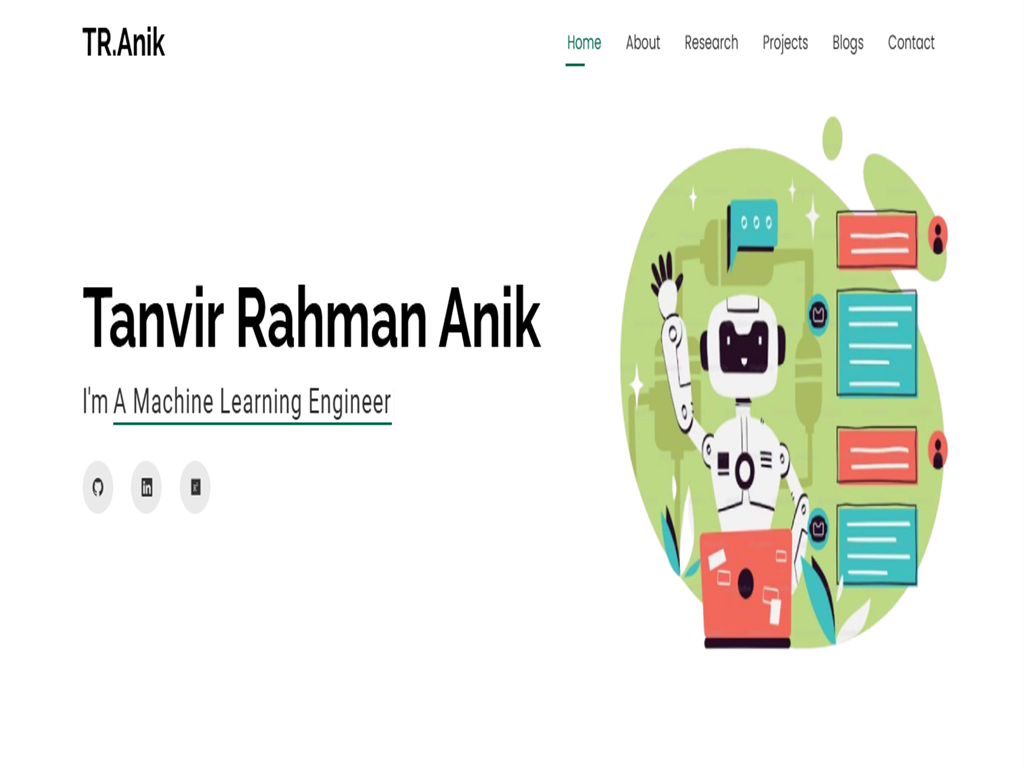 TR.Anik
Home About Research Projects Blogs Contact
Tanvir Rahman Anik
I'm A Machine Learning Engineer